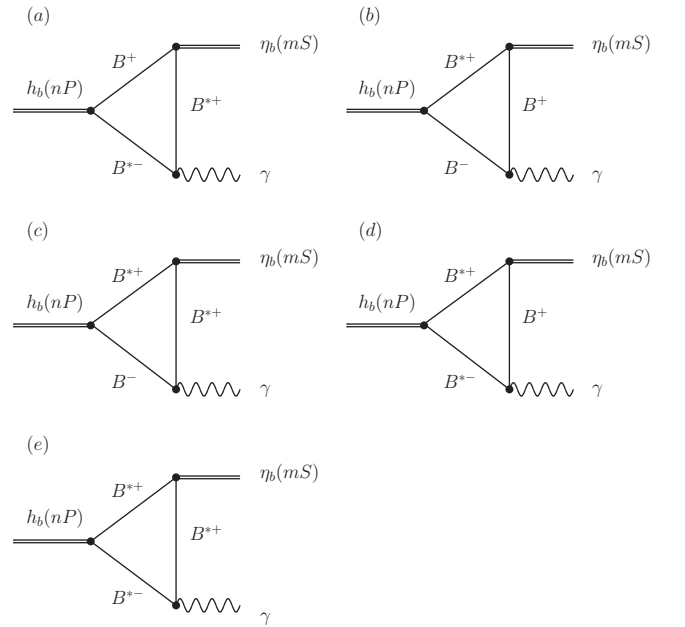 (a)
B^{+}
η_b(mS)
h_b(nP)
B^{*+}
B^{*-}
γ
(b)
B^{*+}
η_b(mS)
h_b(nP)
B^{+}
B^{-}
γ
(c)
B^{*+}
η_b(mS)
h_b(nP)
B^{*+}
B^{-}
γ
(d)
B^{*+}
η_b(mS)
h_b(nP)
B^{+}
B^{*-}
γ
(e)
B^{*+}
η_b(mS)
h_b(nP)
B^{*+}
B^{*-}
γ